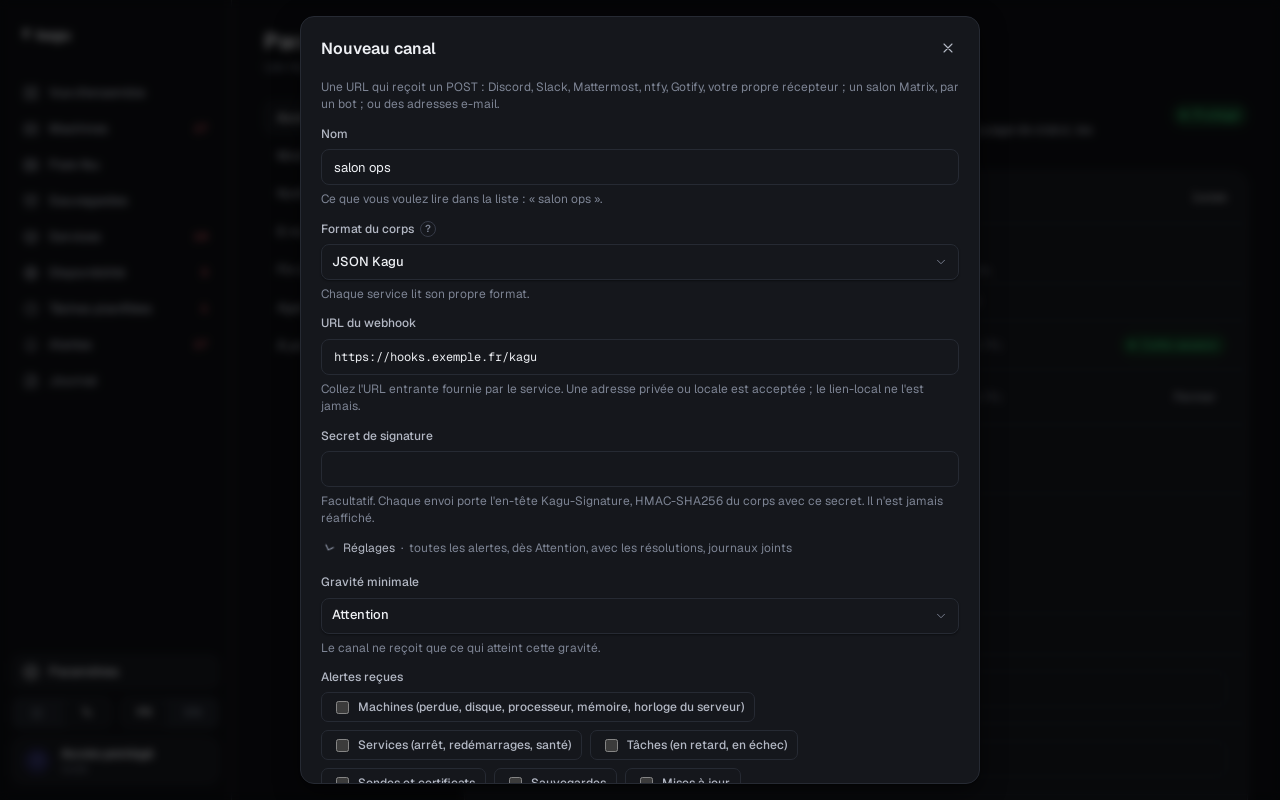 Nouveau canal
Une URL qui reçoit un POST : Discord, Slack, Mattermost, ntfy, Gotify, votre propre récepteur ; un salon Matrix, par
un bot ; ou des adresses e-mail.
Nom
salon ops
Ce que vous voulez lire dans la liste : « salon ops ».
Format du corps ?
JSON Kagu
Chaque service lit son propre format.
URL du webhook
https://hooks.exemple.fr/kagu
Collez l'URL entrante fournie par le service. Une adresse privée ou locale est acceptée ; le lien-local ne l'est
jamais.
Secret de signature
Facultatif. Chaque envoi porte l'en-tête Kagu-Signature, HMAC-SHA256 du corps avec ce secret. Il n'est jamais
réaffiché.
Réglages · toutes les alertes, dès Attention, avec les résolutions, journaux joints
Gravité minimale
Attention
Le canal ne reçoit que ce qui atteint cette gravité.
Alertes reçues
Machines (perdue, disque, processeur, mémoire, horloge du serveur)
Services (arrêt, redémarrages, santé) Tâches (en retard, en échec)
Sondes et certificats Sauvegardes Mises à jour